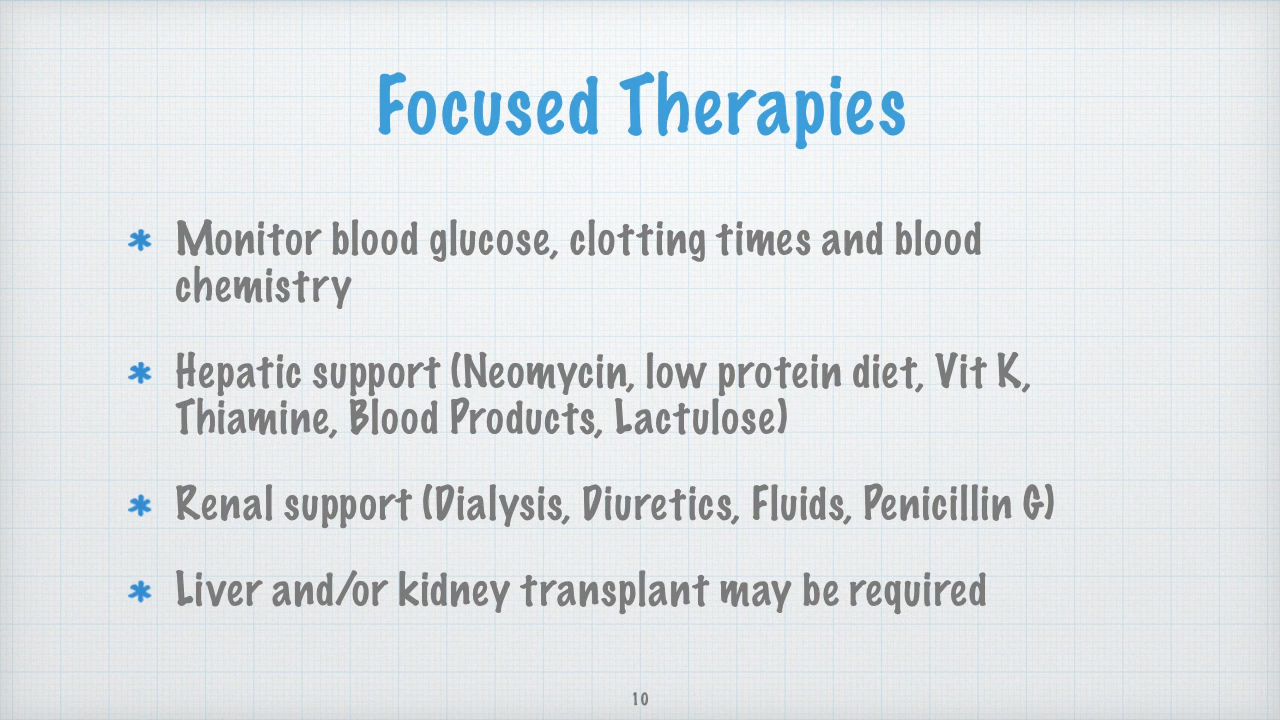 Focused Therapies
* Monitor blood glucose, clotting times and blood
chemistry
* Hepatic support (Neomycin, low protein diet, Vit K,
Thiamine, Blood Products, Lactulose)
* Renal support (Dialysis, Diuretics, Fluids, Penicillin G)
* Liver and/or kidney transplant may be required
10